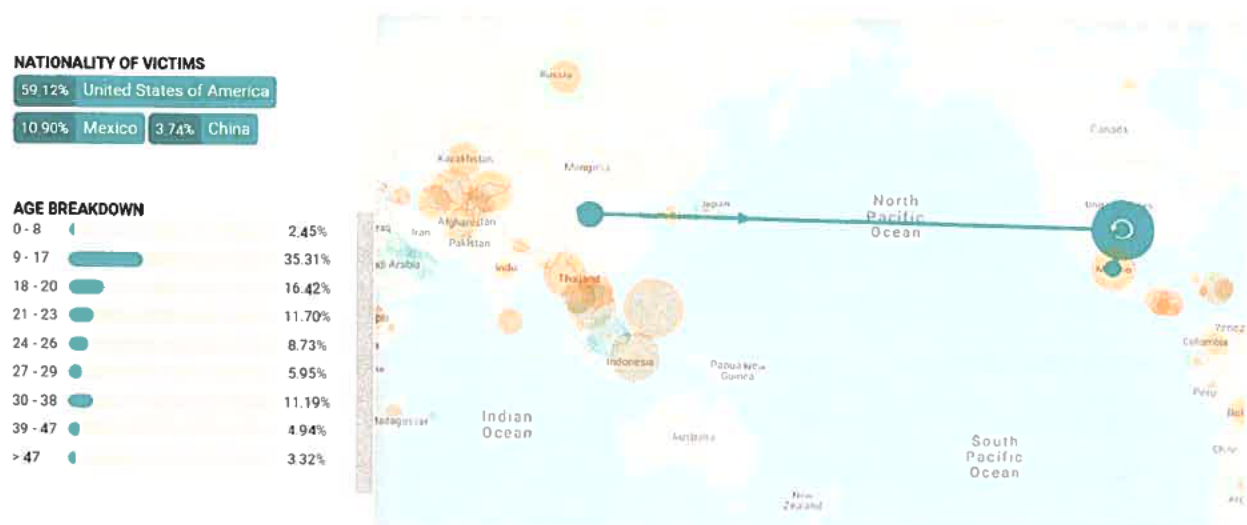 NATIONALITY OF VICTIMS
59.12% United States of America
10.90% Mexico 3.74% China
AGE BREAKDOWN
0 - 8 2.45%
9 - 17 35.31%
18 - 20 16.42%
21 - 23 11.70%
24 - 26 8.73%
27 - 29 5.95%
30 - 38 11.19%
39 - 47 4.94%
> 47 3.32%
Russia
Canada
Kazakhstan
Mongolia
Japan
North
Pacific
Ocean
Afghanistan
Iran
Pakistan
India
Thailand
Indonesia
Papua New
Guinea
Colombia
Peru
Indian
Ocean
Australia
South
Pacific
Ocean
New
Zealand